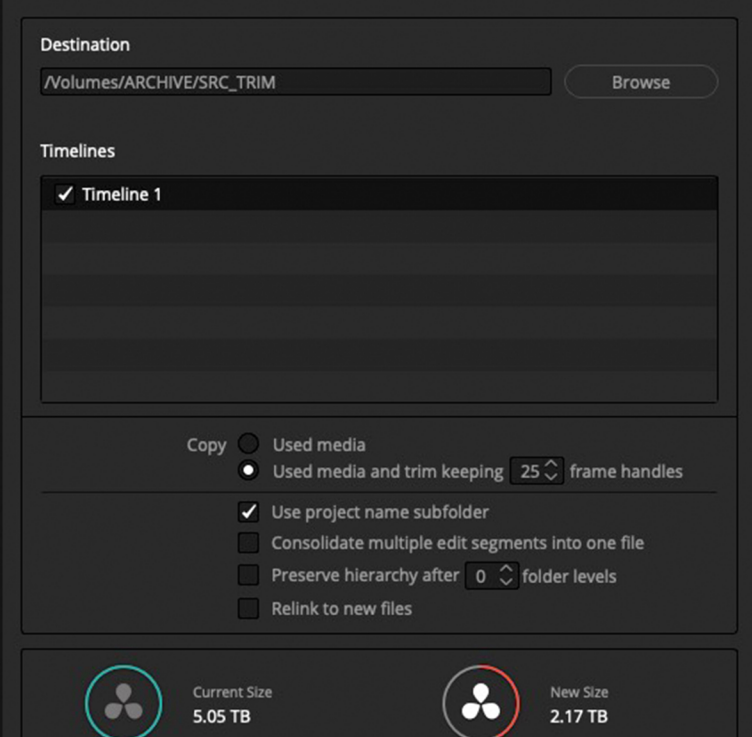 Destination
/Volumes/ARCHIVE/SRC_TRIM Browse
Timelines
Timeline 1
Copy Used media
Used media and trim keeping 25 frame handles
Use project name subfolder
Consolidate multiple edit segments into one file
Preserve hierarchy after 0 folder levels
Relink to new files
Current Size New Size
5.05 TB 2.17 TB